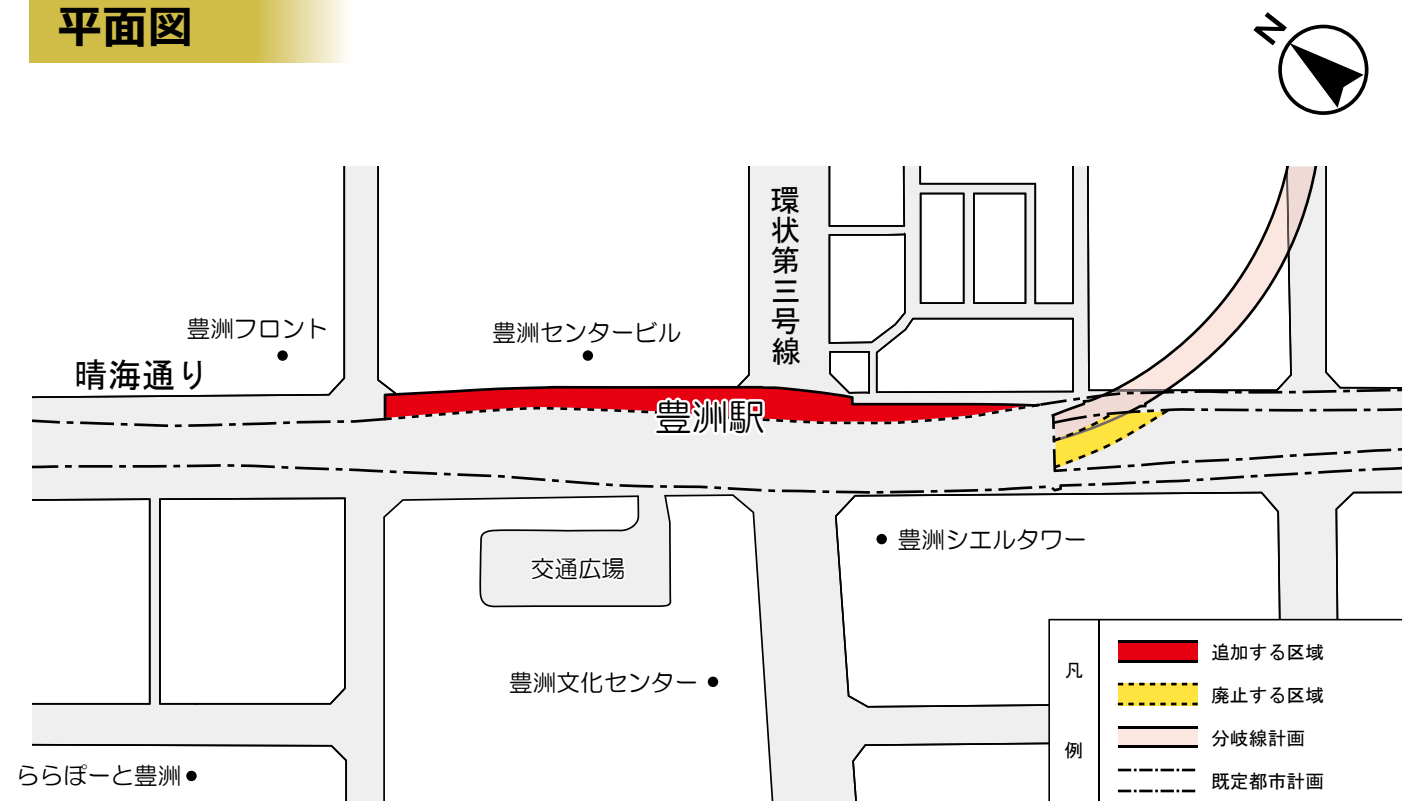 平面図
N
環状第三号線
豊洲フロント
豊洲センタービル
晴海通り
豊洲駅
豊洲シエルタワー
交通広場
豊洲文化センター
ららぽーと豊洲
凡例
追加する区域
廃止する区域
分岐線計画
既定都市計画